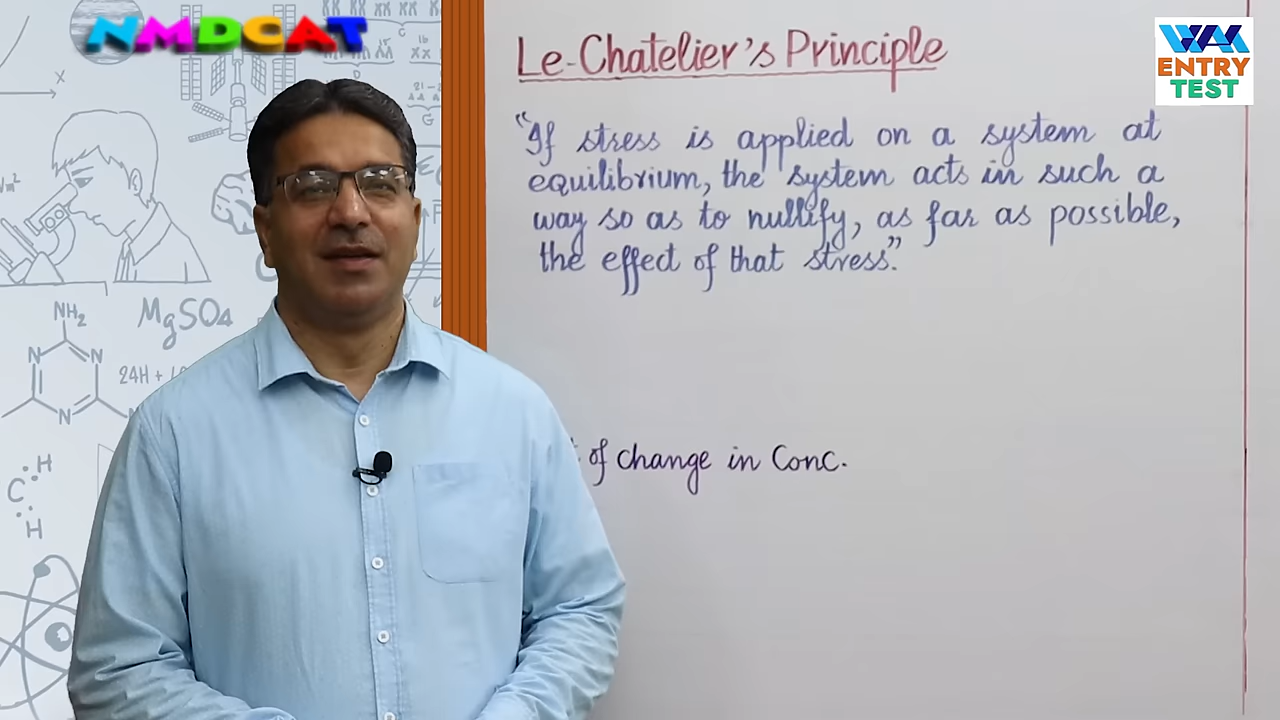 NMDCAT
Le-Chatelier's Principle
"If stress is applied on a system at
equilibrium, the system acts in such a
way so as to nullify, as far as possible,
the effect of that stress."
of change in Conc.
ENTRY
TEST
NH₂
MgSO₄
N N
N
24H +
C H
H
x